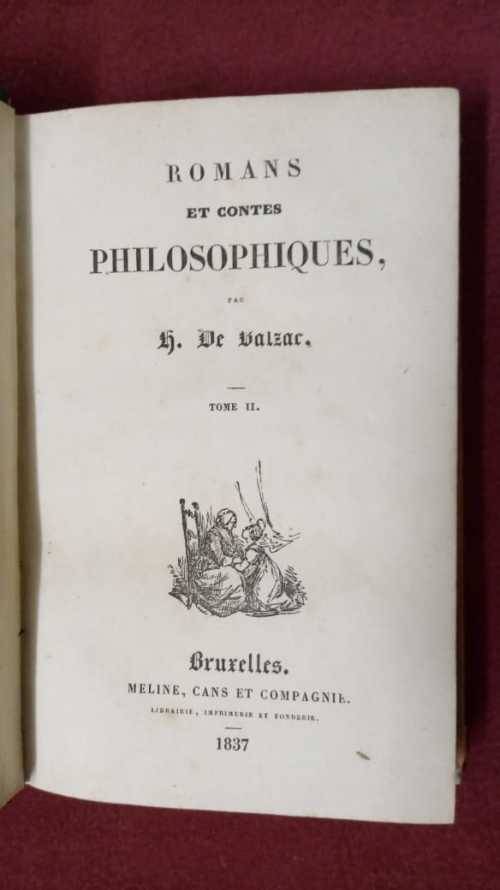 ROMANS
ET CONTES
PHILOSOPHIQUES,
PAR
H. De Balzac.
TOME II.
Bruxelles.
MELINE, CANS ET COMPAGNIE.
LIBRAIRIE, IMPRIMERIE ET FONDERIE.
1837